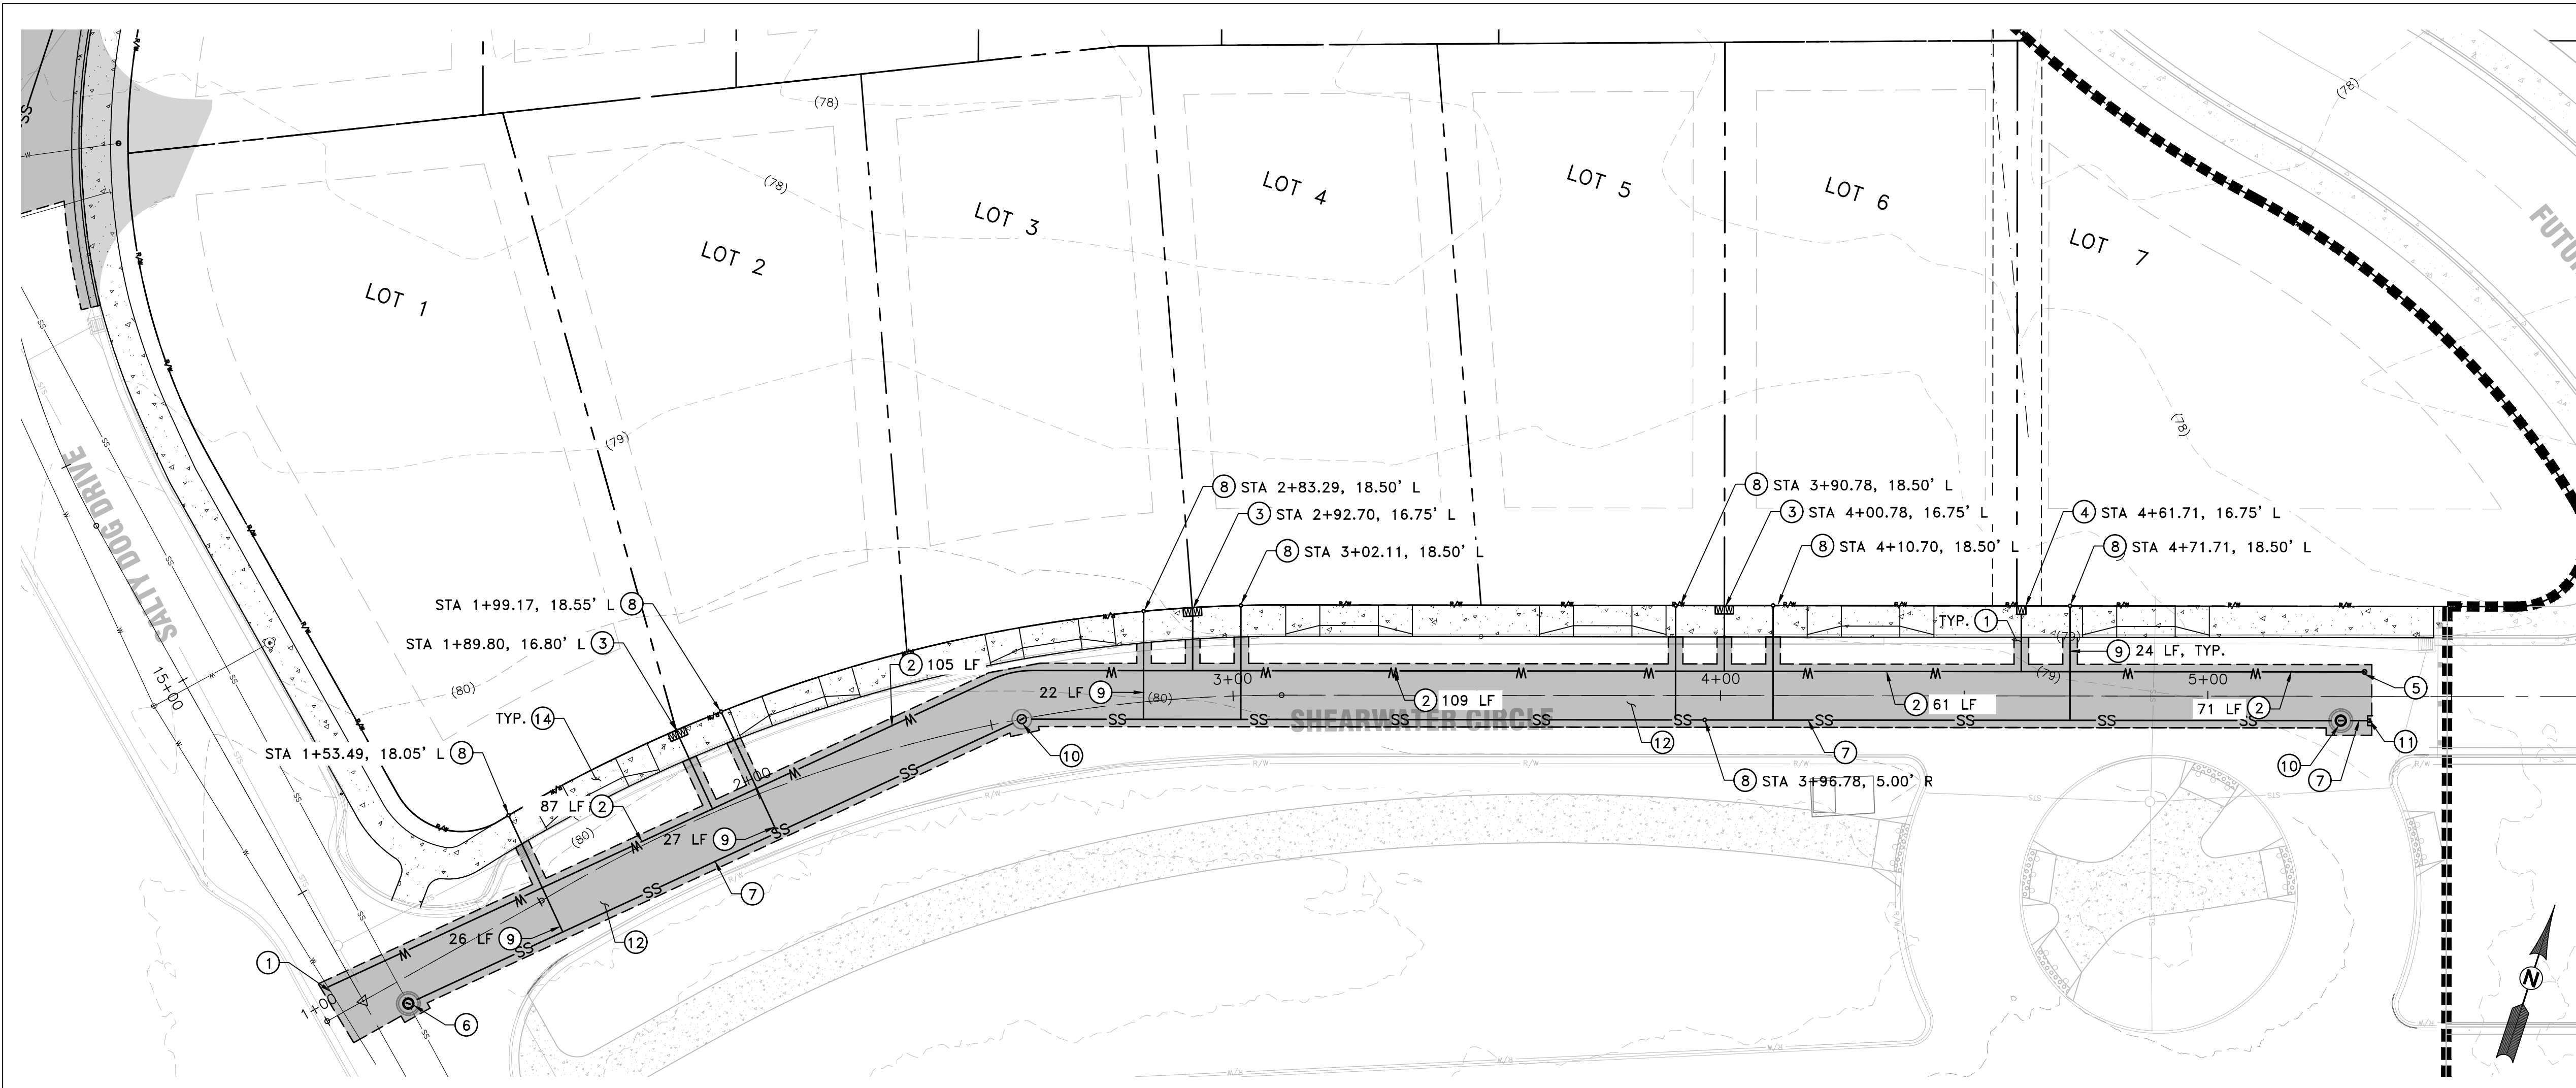 SS
W
R/W
(78)
(78)
(78)
LOT 1
LOT 2
LOT 3
LOT 4
LOT 5
LOT 6
LOT 7
(79)
(78)
SALTY DOG DRIVE
15+00
8 STA 2+83.29, 18.50' L
3 STA 2+92.70, 16.75' L
8 STA 3+02.11, 18.50' L
8 STA 3+90.78, 18.50' L
3 STA 4+00.78, 16.75' L
8 STA 4+10.70, 18.50' L
4 STA 4+61.71, 16.75' L
8 STA 4+71.71, 18.50' L
STA 1+99.17, 18.55' L 8
STA 1+89.80, 16.80' L 3
STA 1+53.49, 18.05' L 8
TYP. 14
(80)
TYP. 1
(79)
9 24 LF, TYP.
2 105 LF
22 LF 9
(80)
3+00
2 109 LF
4+00
2 61 LF
(79)
5+00
71 LF 2
5
SHEARWATER CIRCLE
10
12
7
8 STA 3+96.78, 5.00' R
10
7
11
2+00
87 LF 2
(80)
27 LF 9
7
26 LF 9
12
1
1+00
6
R/W
R/W
R/W
R/W
STS
STS
M/H
M/H
M/H
N